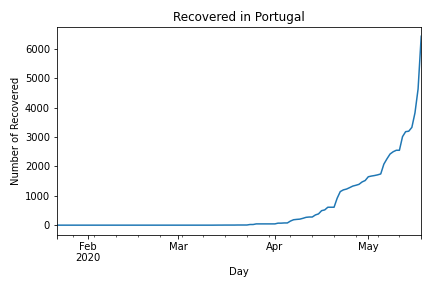 Recovered in Portugal
Number of Recovered
6000
5000
4000
3000
2000
1000
0
Feb
2020
Mar
Apr
May
Day